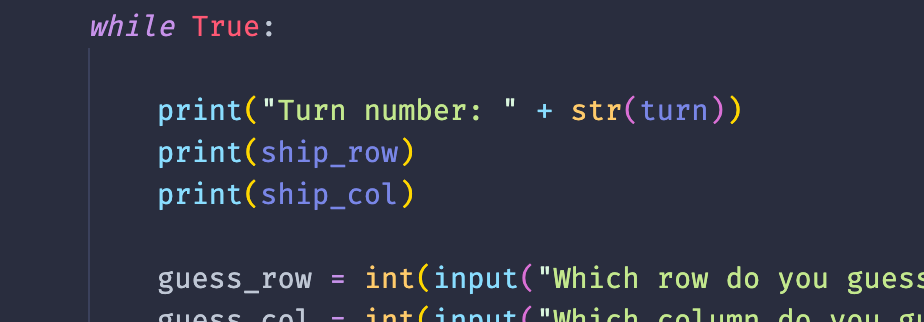 while True:
print("Turn number: " + str(turn))
print(ship_row)
print(ship_col)
guess_row = int(input("Which row do you guess
guess_col = int(input("Which column do you gu